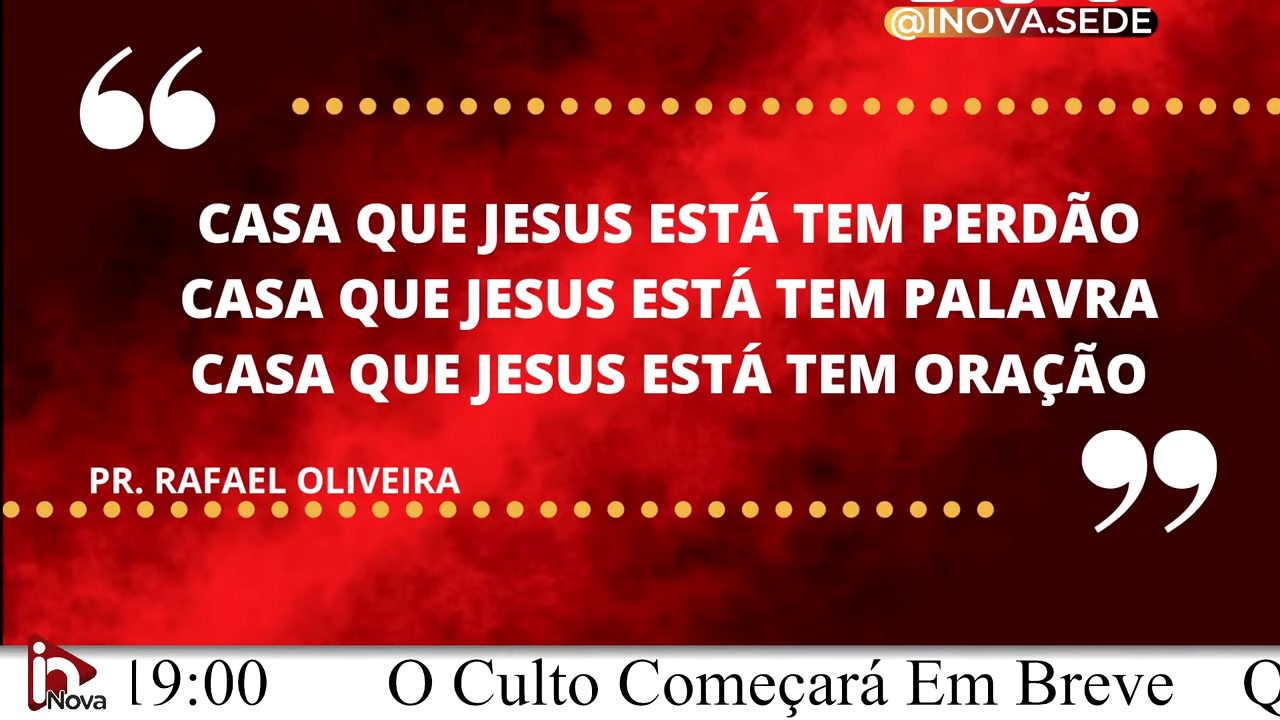 @INOVA.SEDE
CASA QUE JESUS ESTÁ TEM PERDÃO
CASA QUE JESUS ESTÁ TEM PALAVRA
CASA QUE JESUS ESTÁ TEM ORAÇÃO
PR. RAFAEL OLIVEIRA
in Nova
19:00 O Culto Começará Em Breve